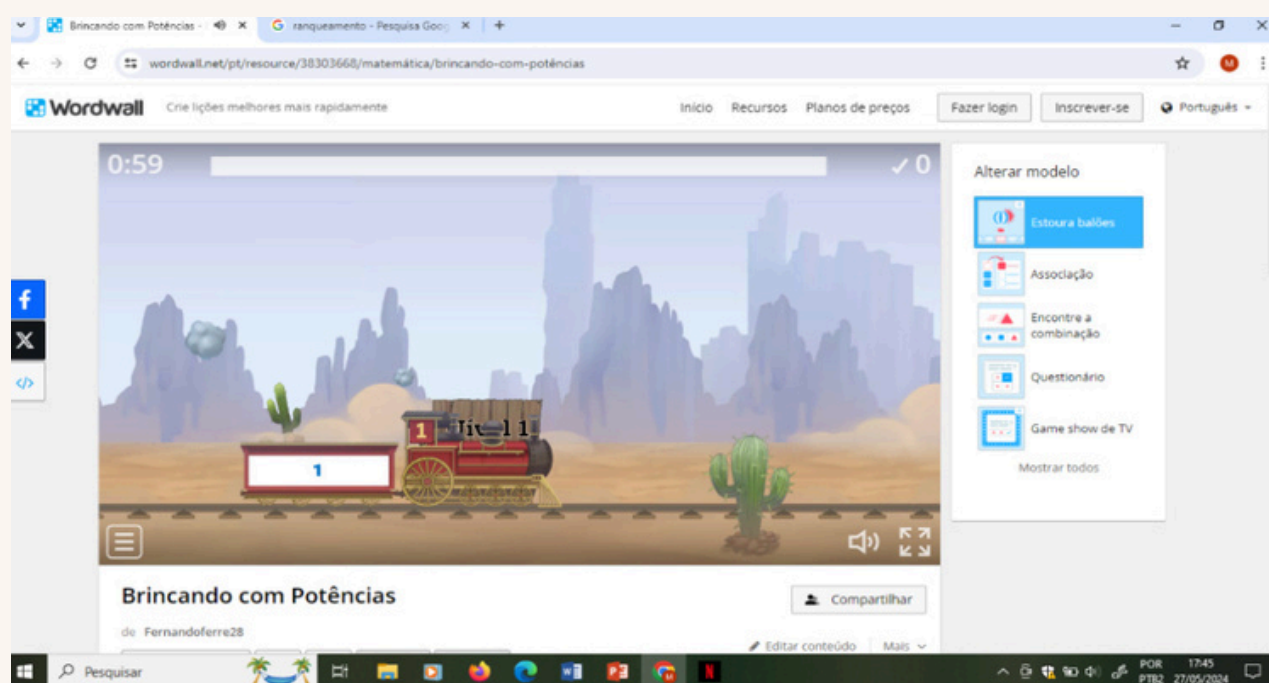 Brincando com Potências -
ranqueamento - Pesquisa Goog
wordwall.net/pt/resource/38303668/matemática/brincando-com-potências
M
Wordwall
Crie lições melhores mais rapidamente
Início Recursos Planos de preços Fazer login Inscrever-se Português
0:59
0
1
1
Alterar modelo
Estoura balões
Associação
Encontre a
combinação
Questionário
Game show de TV
Mostrar todos
Brincando com Potências
Compartilhar
de Fernandoferre28
Editar conteúdo Mais
Pesquisar
POR
PTB2
17:45
27/05/2024